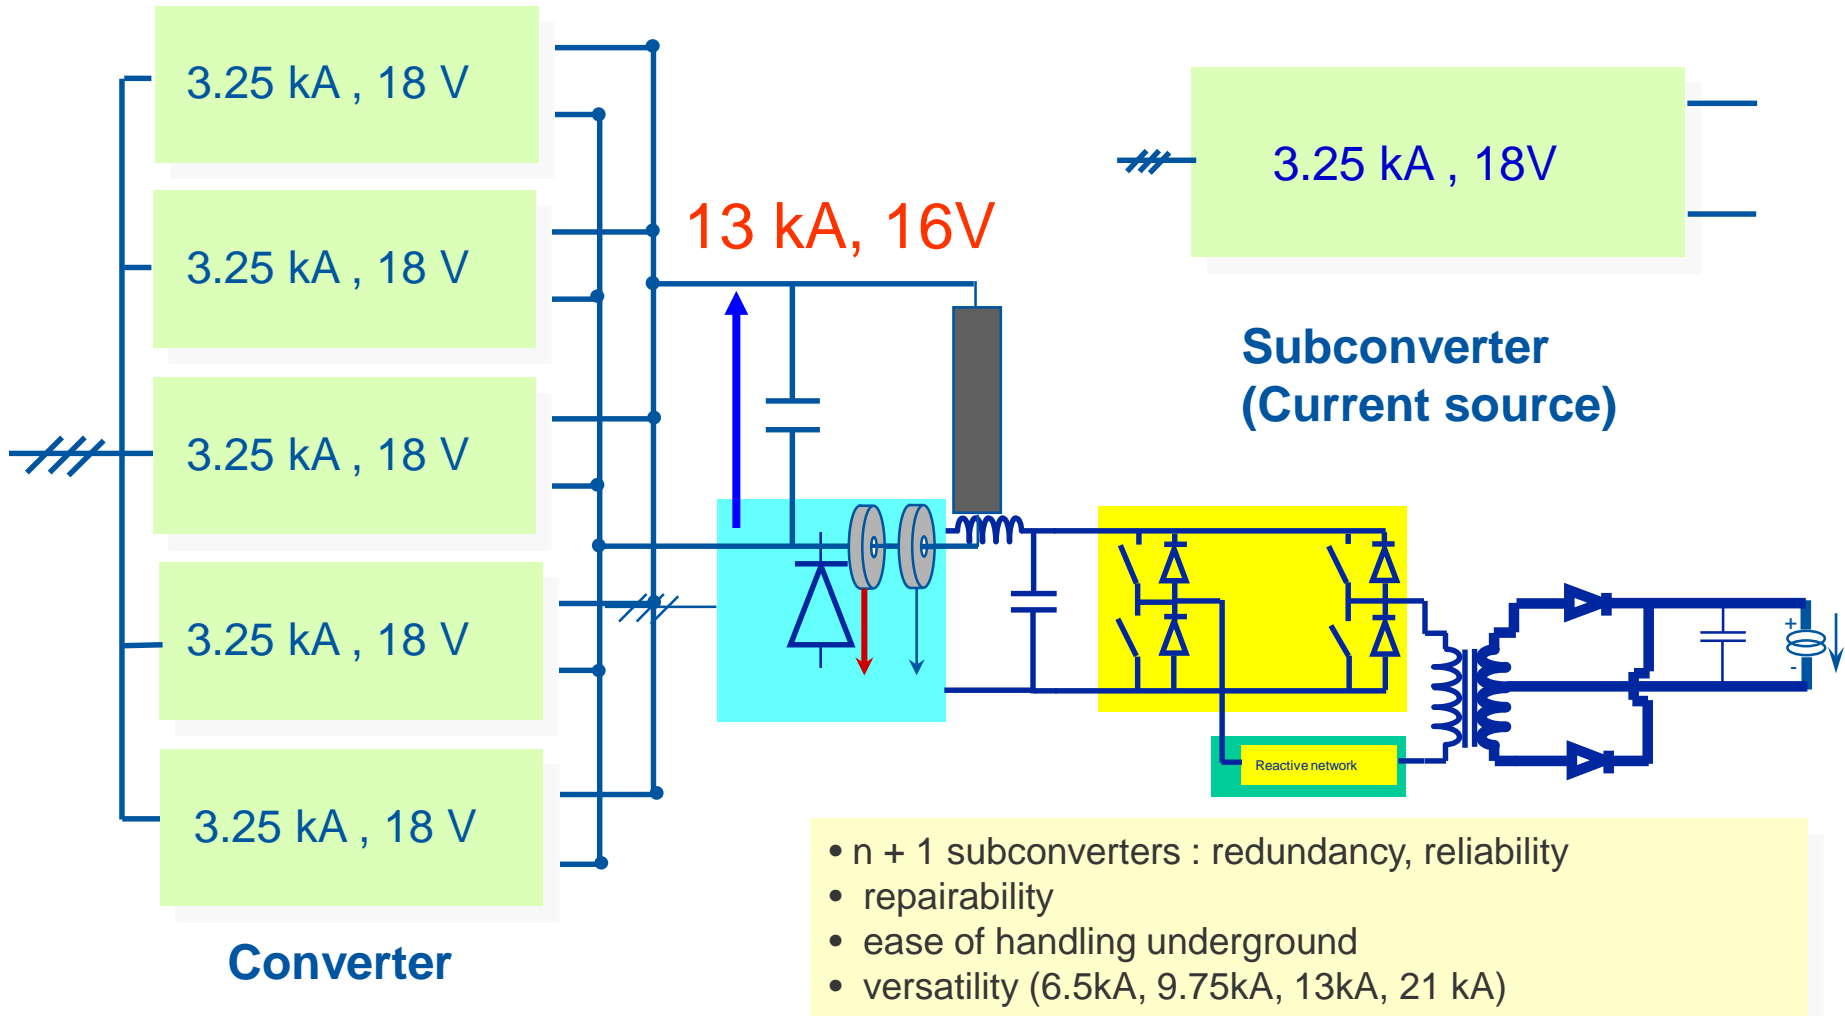 3.25 kA , 18 V
3.25 kA , 18 V
3.25 kA , 18 V
3.25 kA , 18 V
3.25 kA , 18 V
Converter
13 kA, 16V
3.25 kA , 18V
Subconverter
(Current source)
+
-
Reactive network
• n + 1 subconverters : redundancy, reliability
• repairability
• ease of handling underground
• versatility (6.5kA, 9.75kA, 13kA, 21 kA)